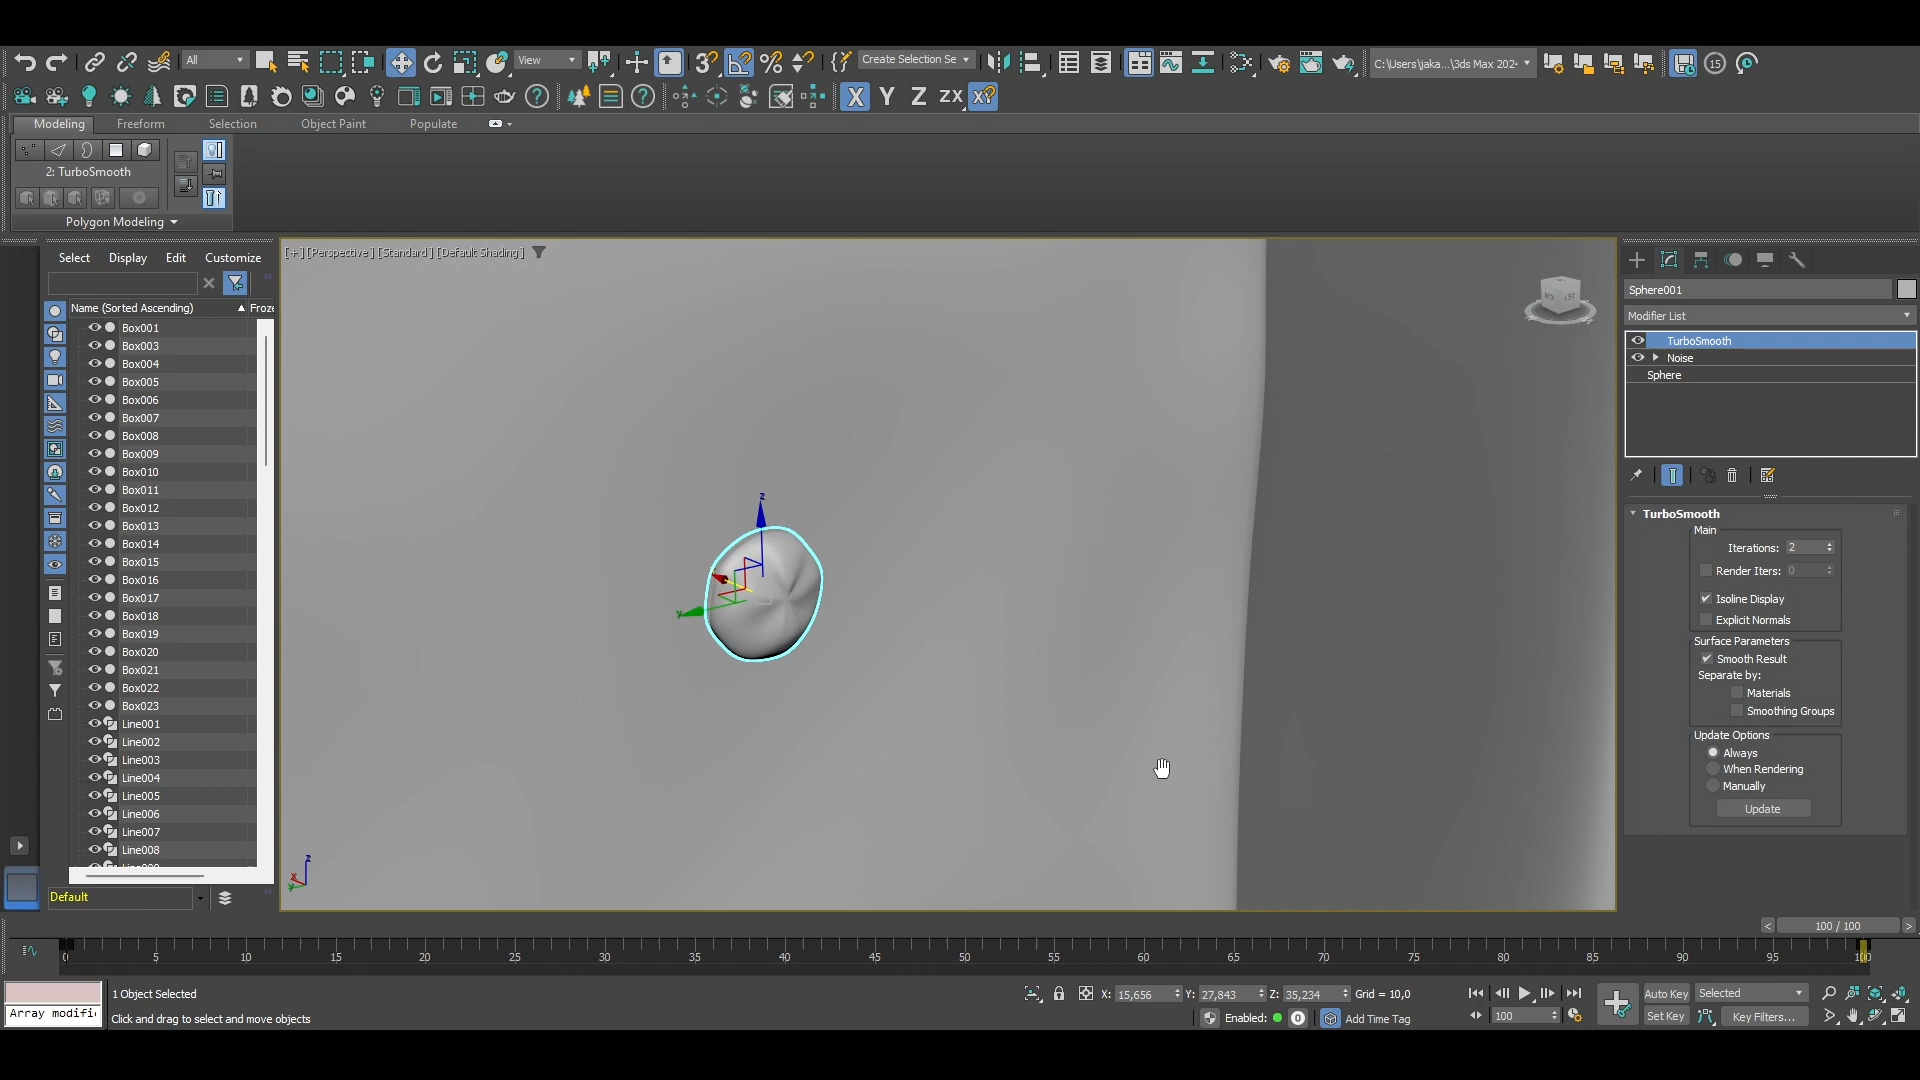 All
View
Create Selection Se
C:\Users\jaka...\3ds Max 202
15
X Y Z ZX XY
Modeling Freeform Selection Object Paint Populate
2: TurboSmooth
Polygon Modeling
Select Display Edit Customize
Name (Sorted Ascending) Froze
Box001
Box003
Box004
Box005
Box006
Box007
Box008
Box009
Box010
Box011
Box012
Box013
Box014
Box015
Box016
Box017
Box018
Box019
Box020
Box021
Box022
Box023
Line001
Line002
Line003
Line004
Line005
Line006
Line007
Line008
Default
[+] [Perspective] [Standard] [Default Shading]
z
y
z
x
y
Sphere001
Modifier List
TurboSmooth
Noise
Sphere
TurboSmooth
Main
Iterations: 2
Render Iters: 0
Isoline Display
Explicit Normals
Surface Parameters
Smooth Result
Separate by:
Materials
Smoothing Groups
Update Options
Always
When Rendering
Manually
Update
< 100 / 100 >
0 5 10 15 20 25 30 35 40 45 50 55 60 65 70 75 80 85 90 95 100
1 Object Selected
Array modifi
Click and drag to select and move objects
X: 15,656 Y: 27,843 Z: 35,234 Grid = 10,0
Enabled: 0 Add Time Tag
100
Auto Key Selected
Set Key Key Filters...